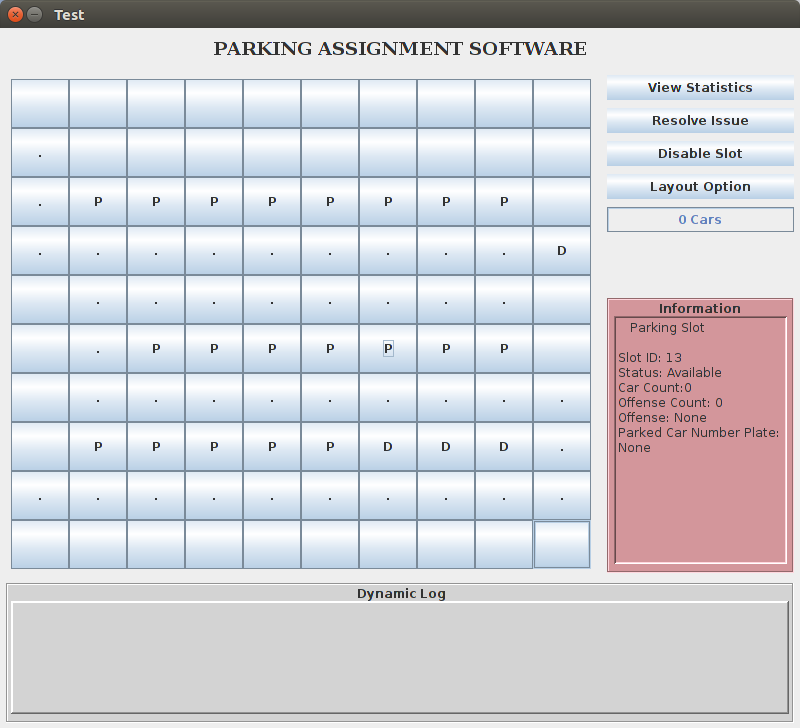 Test
PARKING ASSIGNMENT SOFTWARE
View Statistics
.
Resolve Issue
Disable Slot
. P P P P P P P P
Layout Option
0 Cars
. . . . . . . . . D
. . . . . . . .
. P P P P P P P
. . . . . . . . .
P P P P P D D D .
. . . . . . . . . .
Information
Parking Slot
Slot ID: 13
Status: Available
Car Count:0
Offense Count: 0
Offense: None
Parked Car Number Plate:
None
Dynamic Log